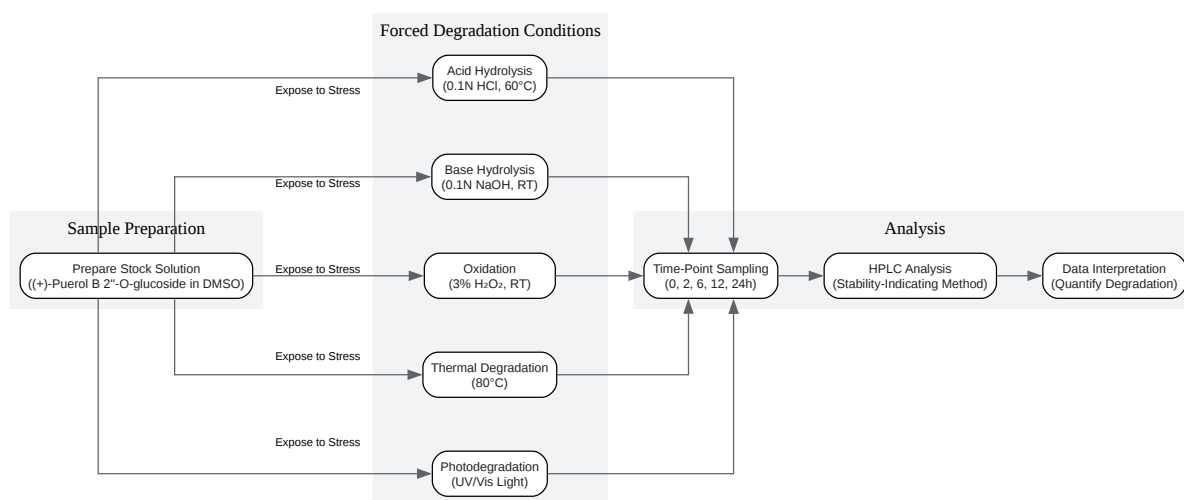 Forced Degradation Conditions
Acid Hydrolysis
(0.1N HCl, 60°C)
Expose to Stress
Base Hydrolysis
(0.1N NaOH, RT)
Expose to Stress
Sample Preparation
Analysis
Prepare Stock Solution
((+)-Puerol B 2"-O-glucoside in DMSO)
Expose to Stress
Oxidation
(3% H₂O₂, RT)
Time-Point Sampling
(0, 2, 6, 12, 24h)
HPLC Analysis
(Stability-Indicating Method)
Data Interpretation
(Quantify Degradation)
Expose to Stress
Thermal Degradation
(80°C)
Expose to Stress
Photodegradation
(UV/Vis Light)